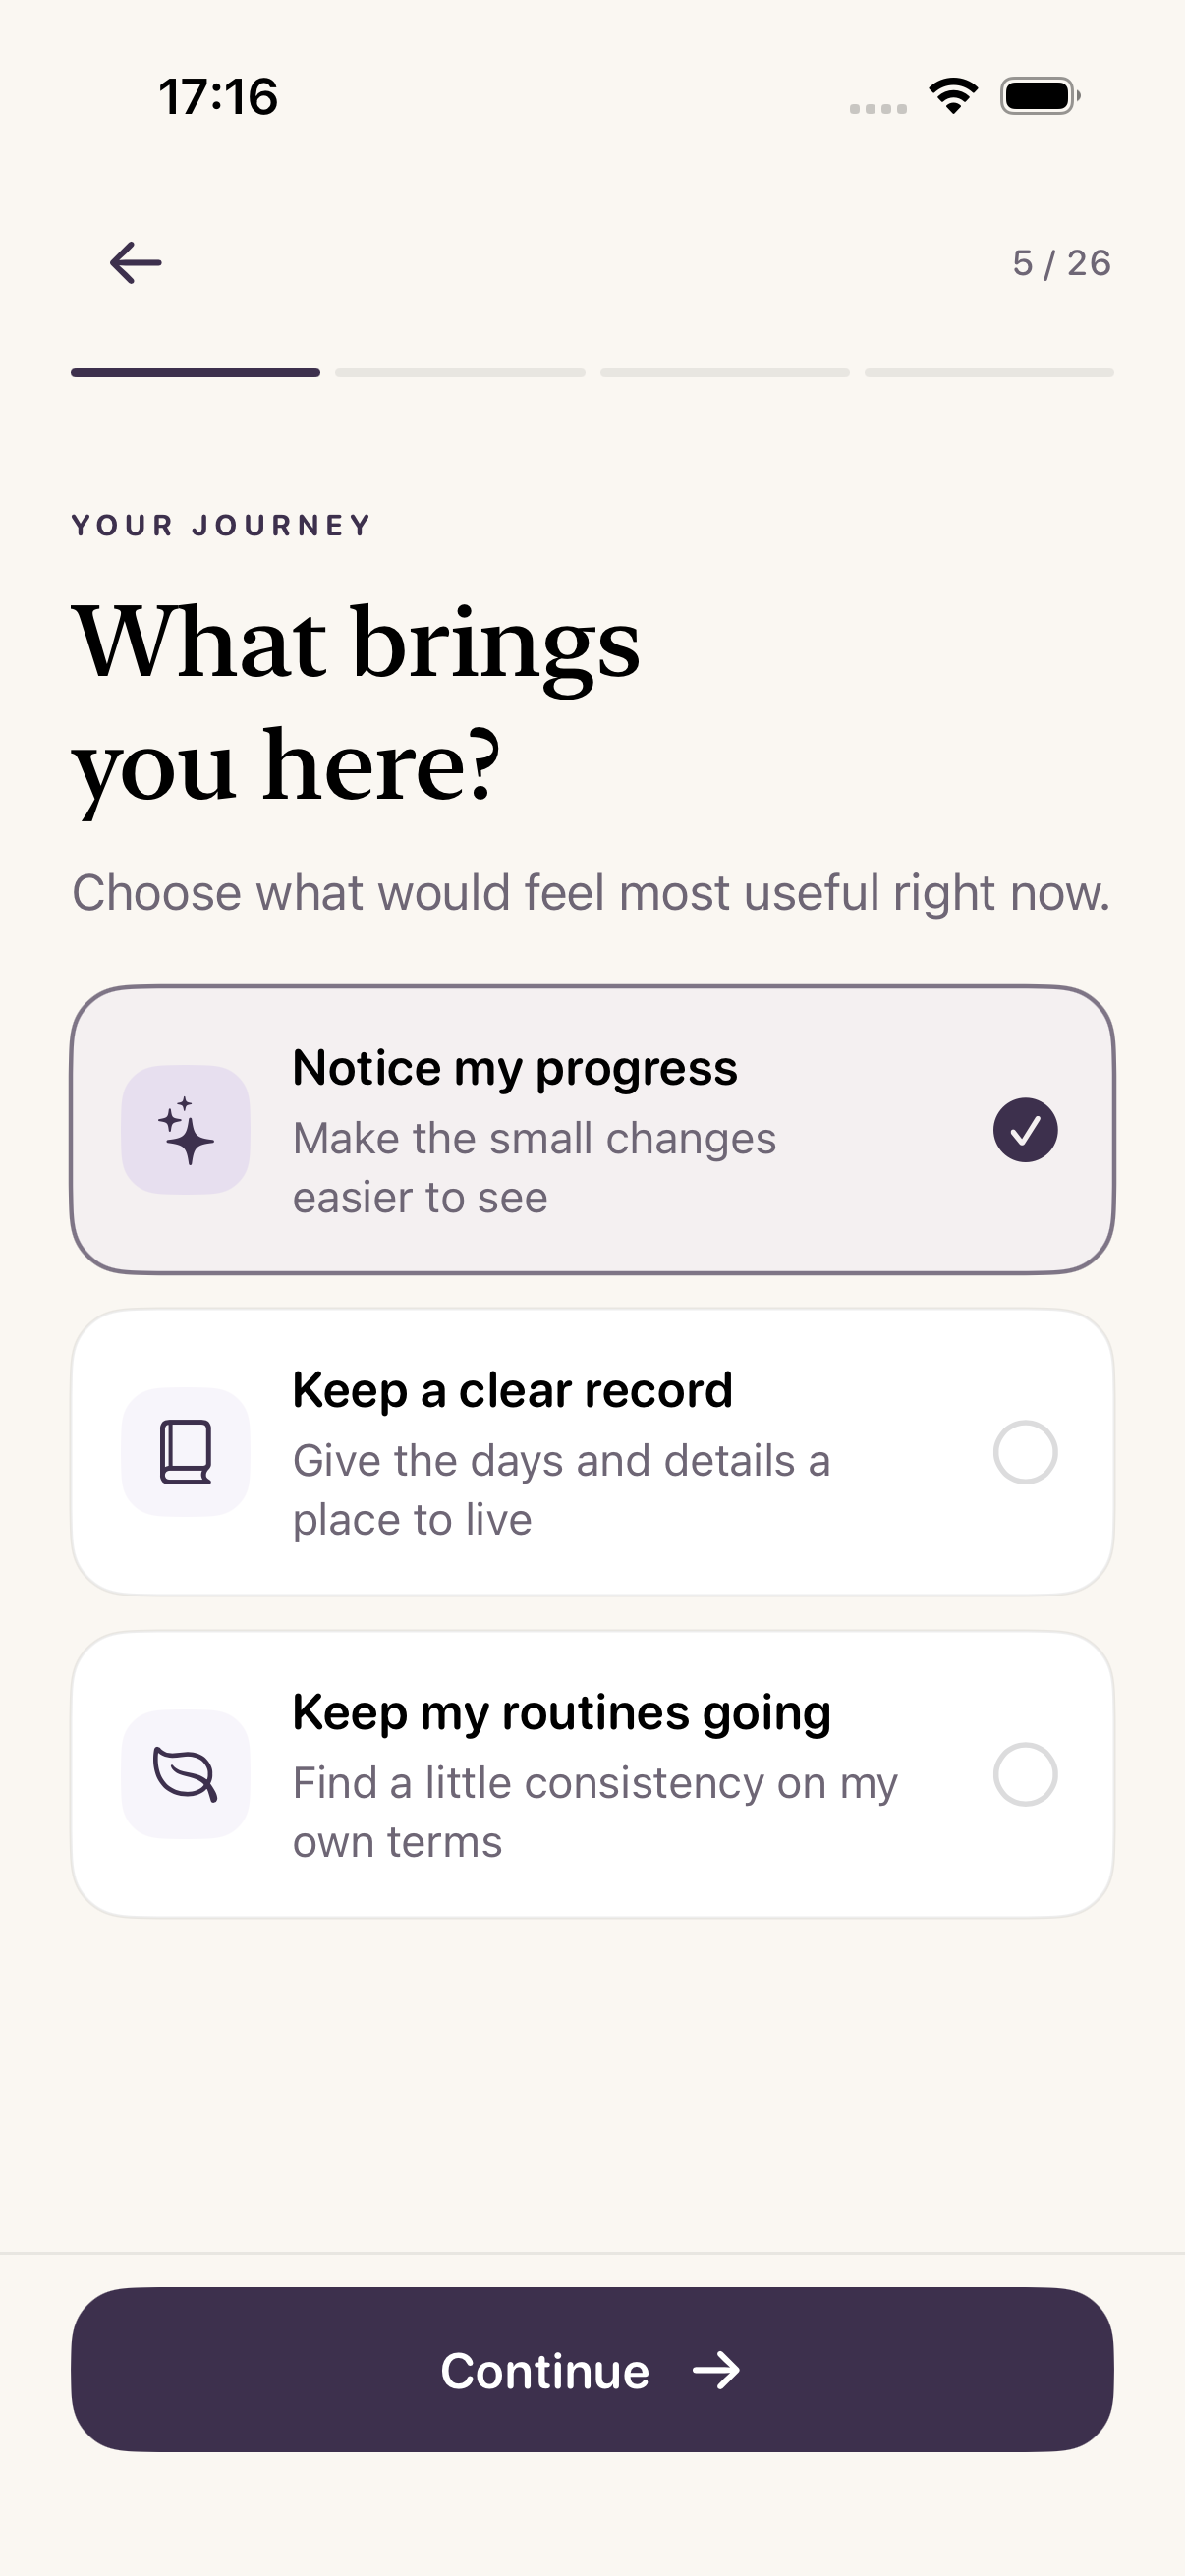 17:16
5 / 26
YOUR JOURNEY
What brings
you here?
Choose what would feel most useful right now.
Notice my progress
Make the small changes
easier to see
Keep a clear record
Give the days and details a
place to live
Keep my routines going
Find a little consistency on my
own terms
Continue